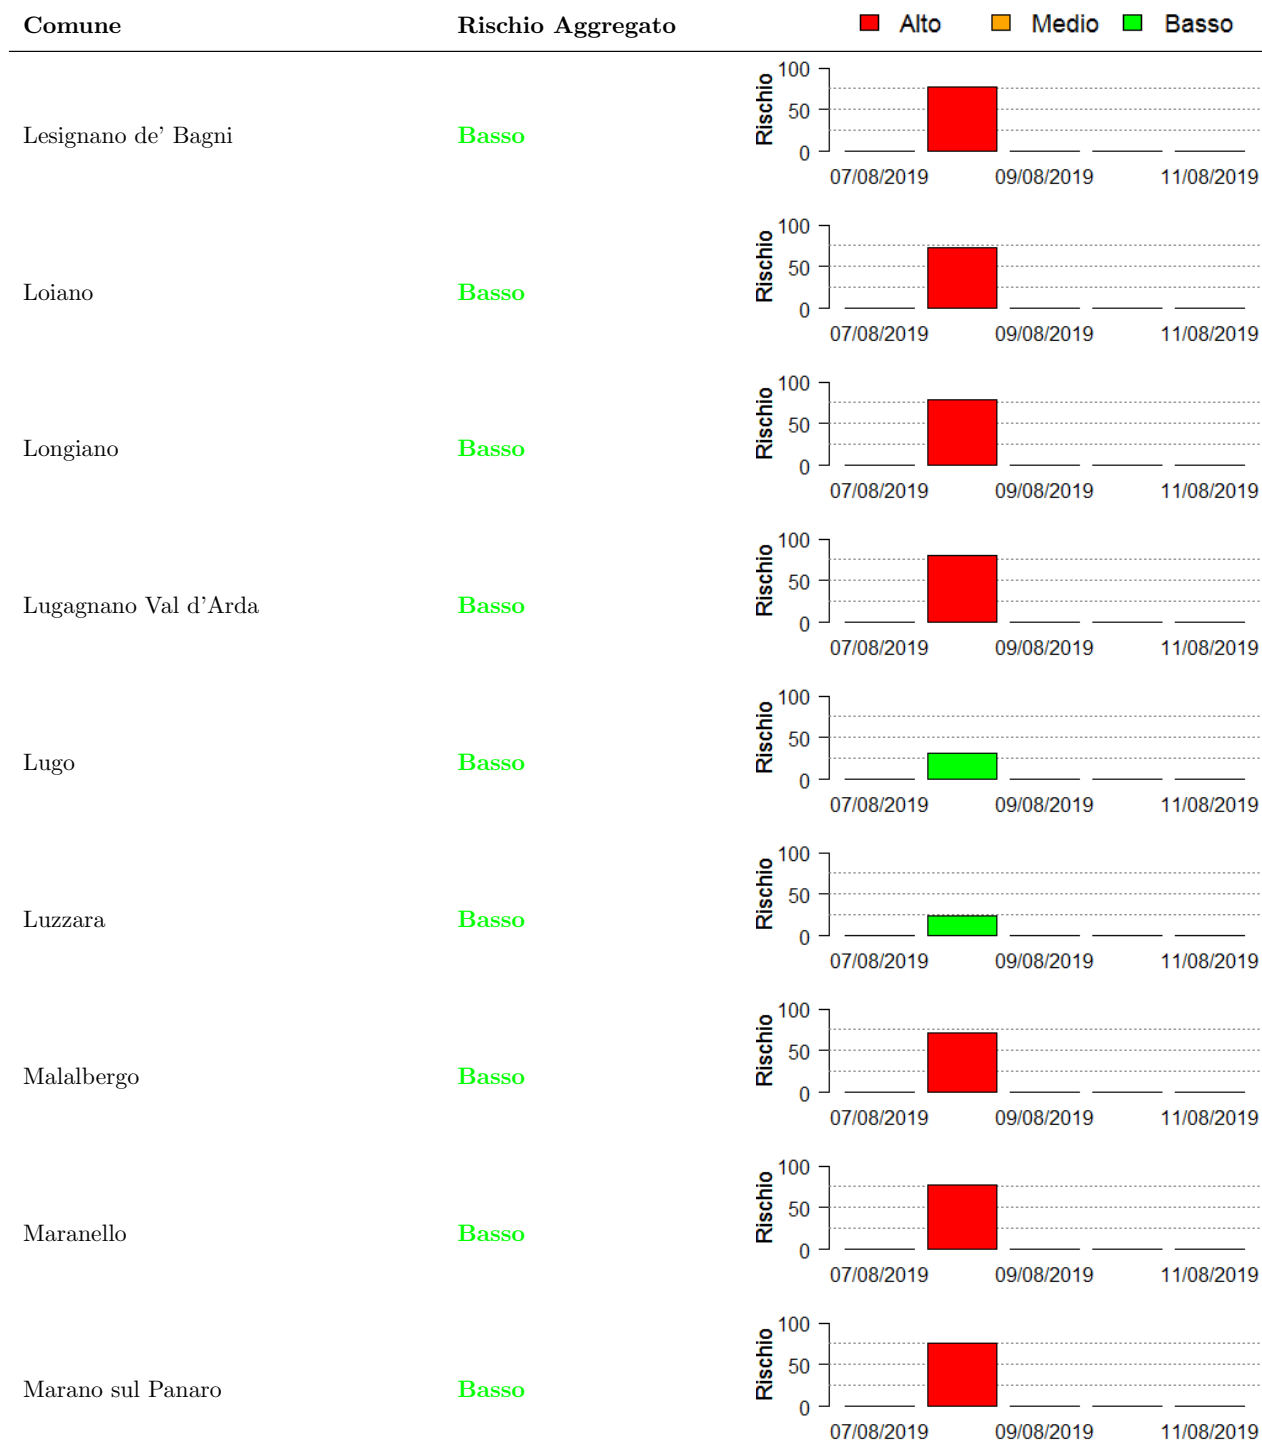 Comune Rischio Aggregato Alto Medio Basso
100
Rischio
50
Lesignano de' Bagni Basso
0
07/08/2019 09/08/2019 11/08/2019
100
Rischio
50
Loiano Basso
0
07/08/2019 09/08/2019 11/08/2019
100
Rischio
50
Longiano Basso
0
07/08/2019 09/08/2019 11/08/2019
100
Rischio
50
Lugagnano Val d'Arda Basso
0
07/08/2019 09/08/2019 11/08/2019
100
Rischio
50
Lugo Basso
0
07/08/2019 09/08/2019 11/08/2019
100
Rischio
50
Luzzara Basso
0
07/08/2019 09/08/2019 11/08/2019
100
Rischio
50
Malalbergo Basso
0
07/08/2019 09/08/2019 11/08/2019
100
Rischio
50
Maranello Basso
0
07/08/2019 09/08/2019 11/08/2019
100
Rischio
50
Marano sul Panaro Basso
0
07/08/2019 09/08/2019 11/08/2019